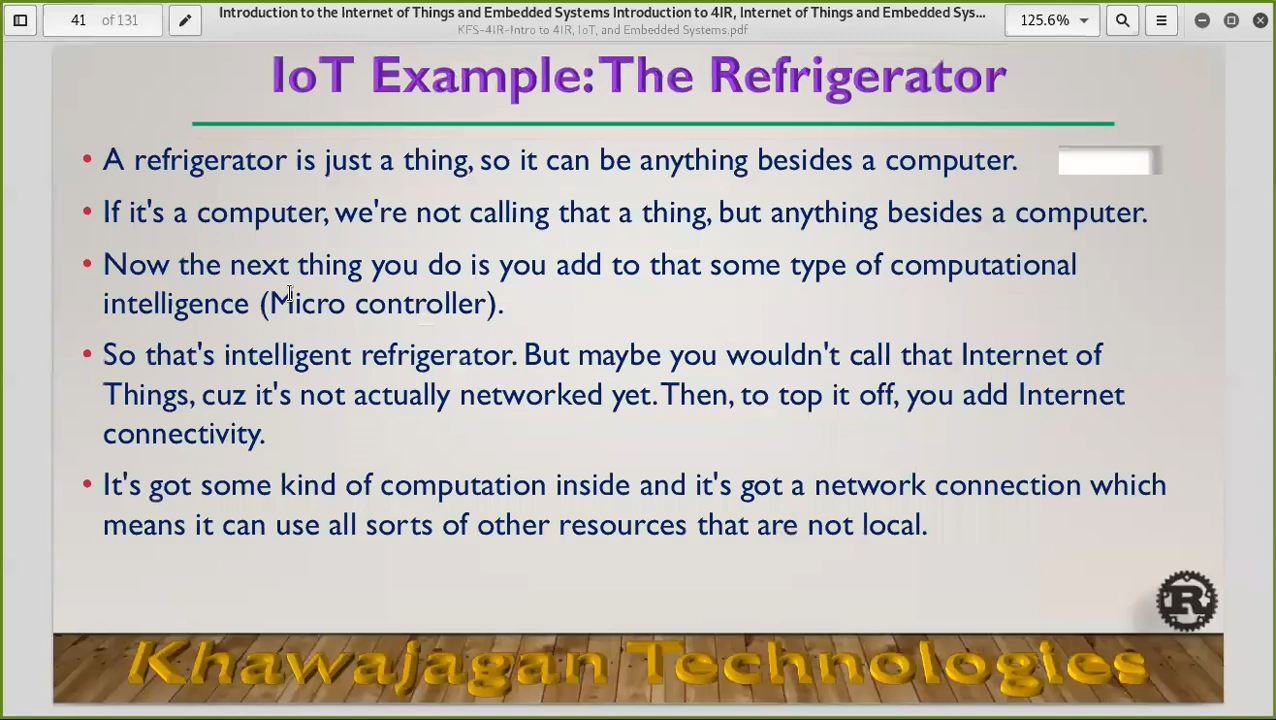 41 of 131
Introduction to the Internet of Things and Embedded Systems Introduction to 4IR, Internet of Things and Embedded Sys...
KFS-4IR-Intro to 4IR, IoT, and Embedded Systems.pdf
125.6%
IoT Example: The Refrigerator
• A refrigerator is just a thing, so it can be anything besides a computer.
• If it's a computer, we're not calling that a thing, but anything besides a computer.
• Now the next thing you do is you add to that some type of computational
intelligence (Micro controller).
• So that's intelligent refrigerator. But maybe you wouldn't call that Internet of
Things, cuz it's not actually networked yet. Then, to top it off, you add Internet
connectivity.
• It's got some kind of computation inside and it's got a network connection which
means it can use all sorts of other resources that are not local.
R
Khawajagan Technologies